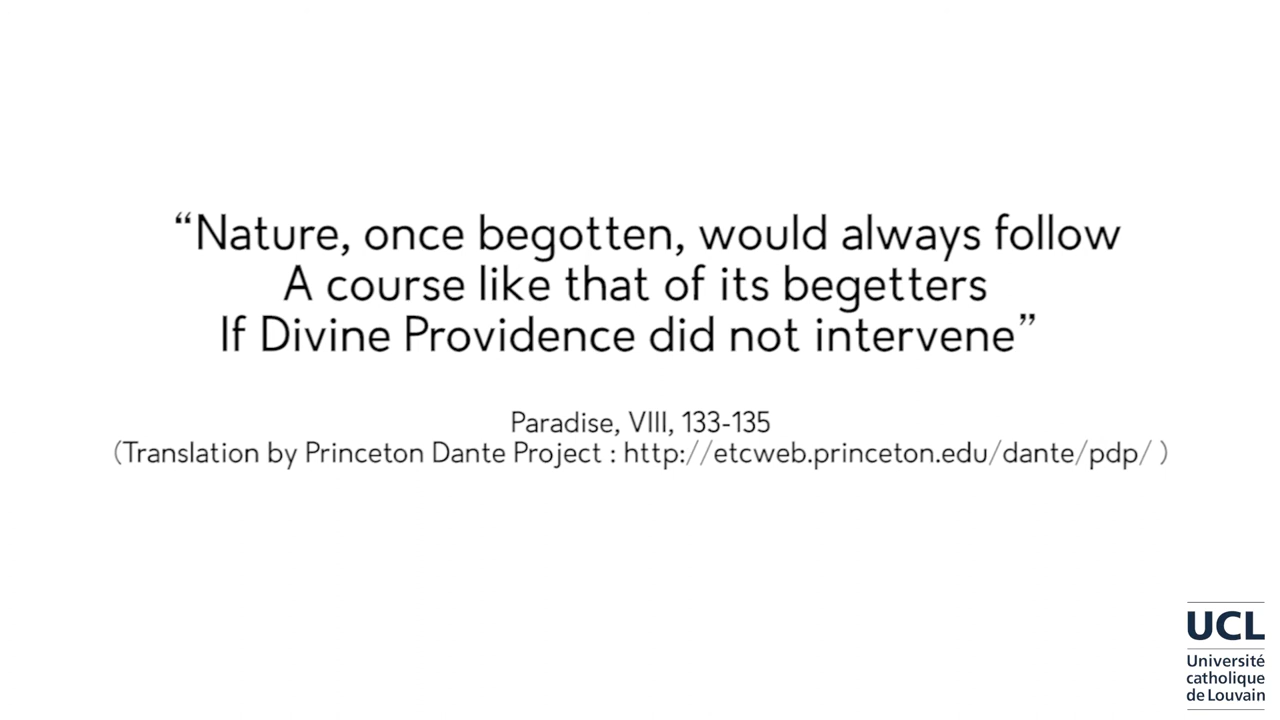 “Nature, once begotten, would always follow
A course like that of its begetters
If Divine Providence did not intervene”
Paradise, VIII, 133-135
(Translation by Princeton Dante Project : http://etcweb.princeton.edu/dante/pdp/ )
UCL
Université
catholique
de Louvain